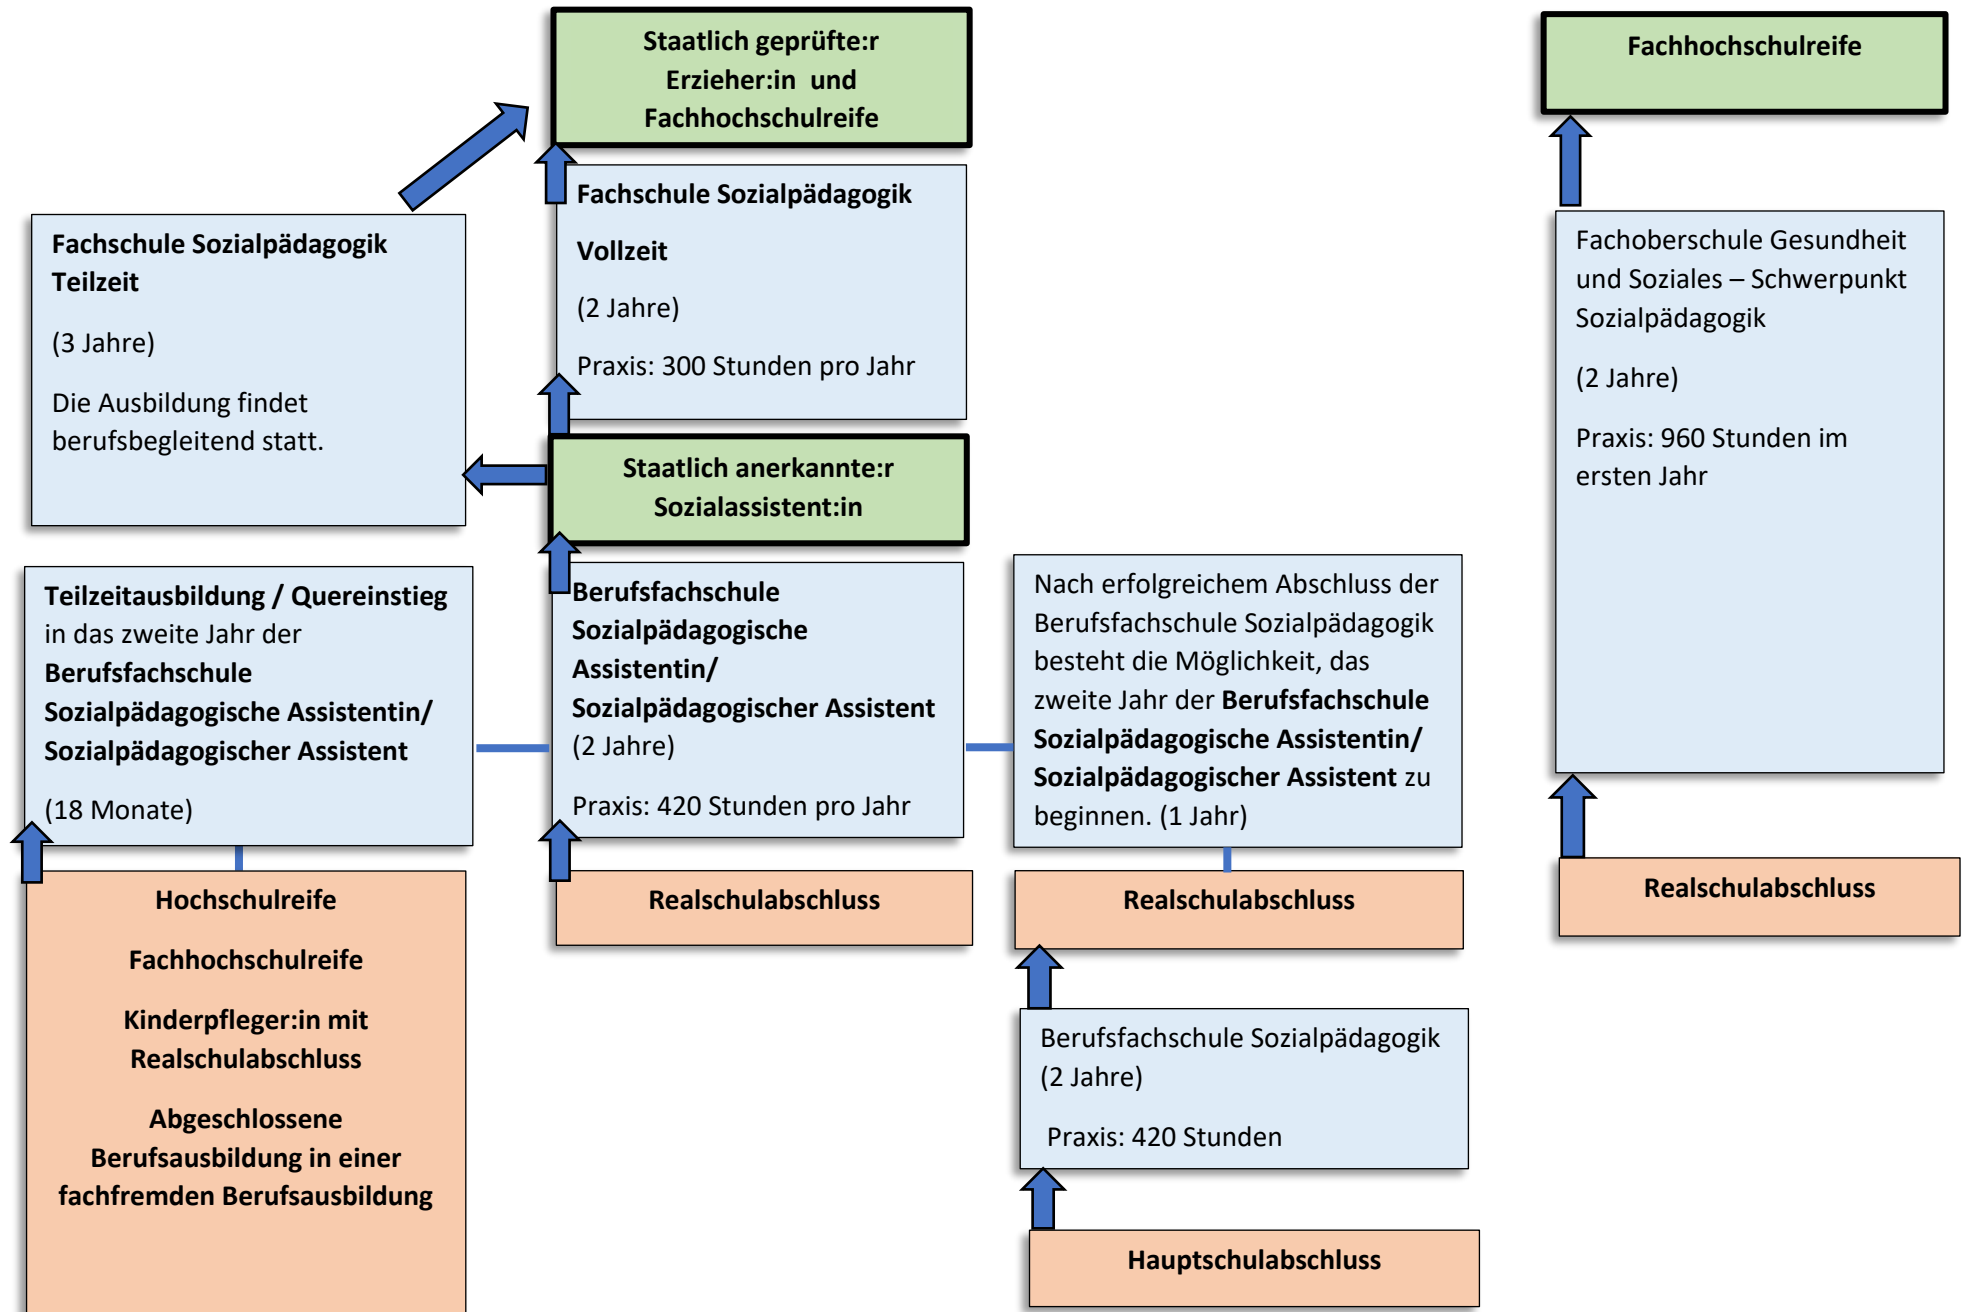 Staatlich geprüfte:r
Erzieher:in und
Fachhochschulreife
Fachhochschulreife
Fachschule Sozialpädagogik
Teilzeit
(3 Jahre)
Die Ausbildung findet
berufsbegleitend statt.
Fachschule Sozialpädagogik
Vollzeit
(2 Jahre)
Praxis: 300 Stunden pro Jahr
Fachoberschule Gesundheit
und Soziales – Schwerpunkt
Sozialpädagogik
(2 Jahre)
Praxis: 960 Stunden im
ersten Jahr
Staatlich anerkannte:r
Sozialassistent:in
Teilzeitausbildung / Quereinstieg
in das zweite Jahr der
Berufsfachschule
Sozialpädagogische Assistentin/
Sozialpädagogischer Assistent
(18 Monate)
Berufsfachschule
Sozialpädagogische
Assistentin/
Sozialpädagogischer Assistent
(2 Jahre)
Praxis: 420 Stunden pro Jahr
Nach erfolgreichem Abschluss der
Berufsfachschule Sozialpädagogik
besteht die Möglichkeit, das
zweite Jahr der Berufsfachschule
Sozialpädagogische Assistentin/
Sozialpädagogischer Assistent zu
beginnen. (1 Jahr)
Hochschulreife
Fachhochschulreife
Kinderpfleger:in mit
Realschulabschluss
Abgeschlossene
Berufsausbildung in einer
fachfremden Berufsausbildung
Realschulabschluss
Realschulabschluss
Realschulabschluss
Berufsfachschule Sozialpädagogik
(2 Jahre)
Praxis: 420 Stunden
Hauptschulabschluss